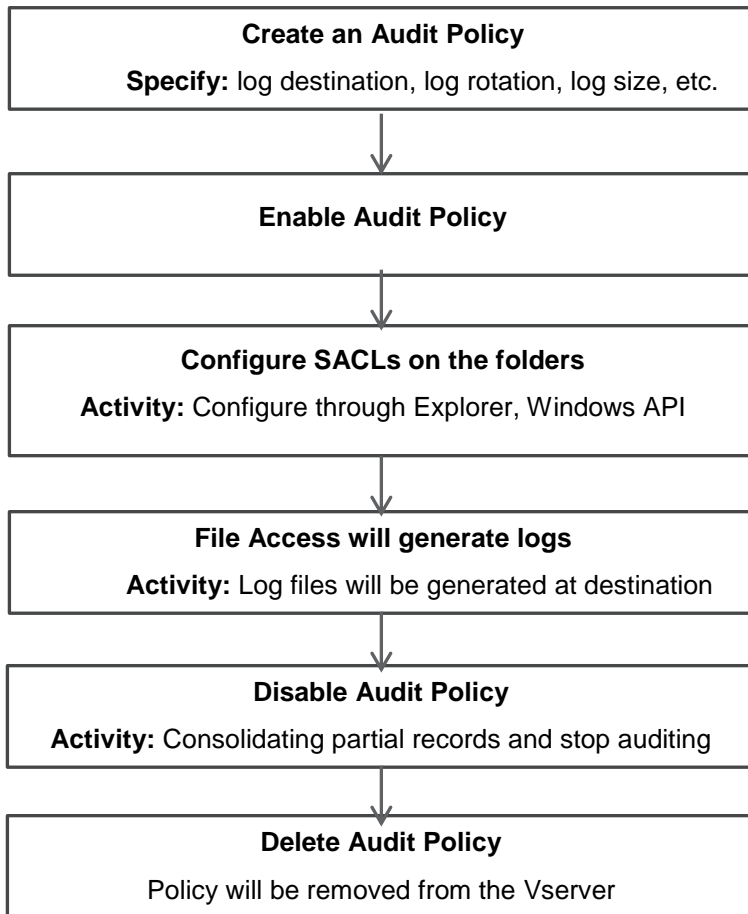 Create an Audit Policy
Specify: log destination, log rotation, log size, etc.
Enable Audit Policy
Configure SACLs on the folders
Activity: Configure through Explorer, Windows API
File Access will generate logs
Activity: Log files will be generated at destination
Disable Audit Policy
Activity: Consolidating partial records and stop auditing
Delete Audit Policy
Policy will be removed from the Vserver